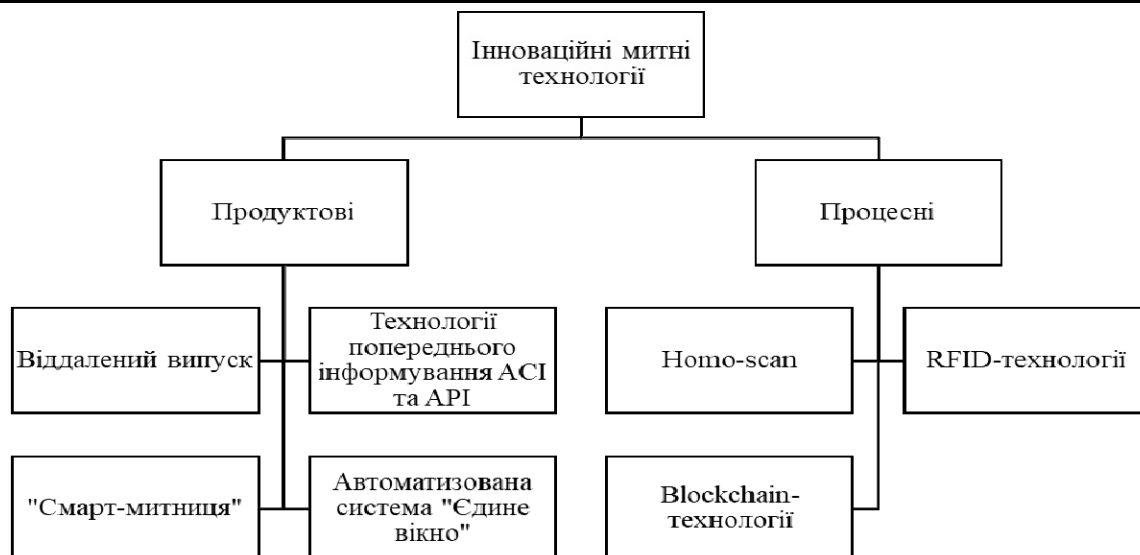 Інноваційні митні
технології
Продуктові
Процесні
Віддалений випуск
Технології
попереднього
інформування ACI
та API
Homo-scan
RFID-технології
"Смарт-митниця"
Автоматизована
система "Єдине
вікно"
Blockchain-
технології